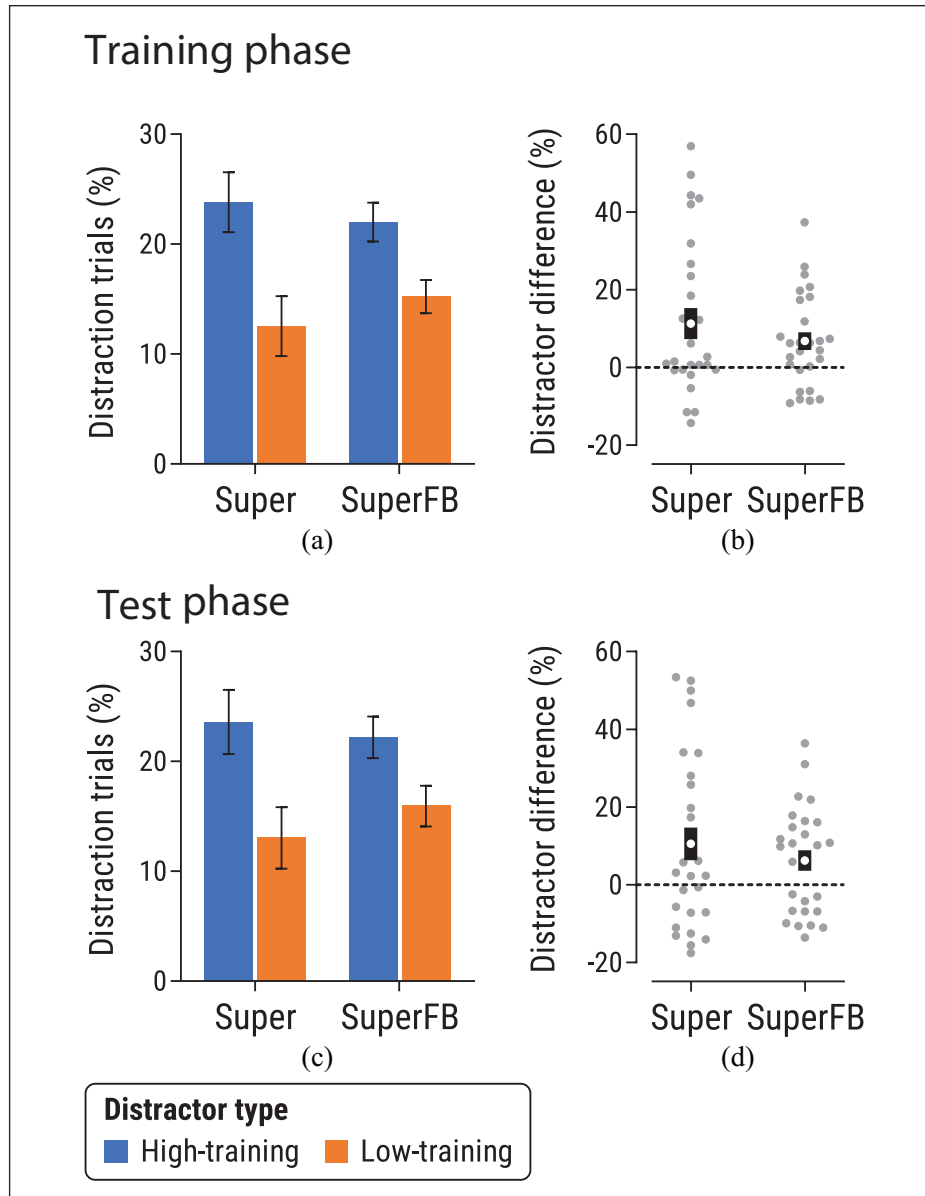 Training phase
Distraction trials (%)
30
20
10
0
Super SuperFB
(a)
Distractor difference (%)
60
40
20
0
-20
Super SuperFB
(b)
Test phase
Distraction trials (%)
30
20
10
0
Super SuperFB
(c)
Distractor difference (%)
60
40
20
0
-20
Super SuperFB
(d)
Distractor type
High-training Low-training